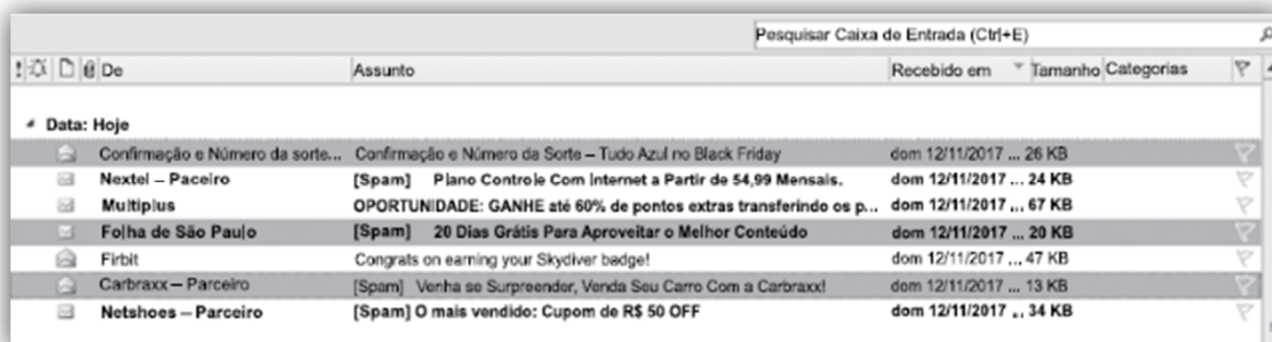 Pesquisar Caixa de Entrada (Ctrl+E)
! De Assunto Recebido em Tamanho Categorias
Data: Hoje
Confirmação e Número da sorte... Confirmação e Número da Sorte – Tudo Azul no Black Friday dom 12/11/2017 ... 26 KB
Nextel – Paceiro [Spam] Plano Controle Com Internet a Partir de 54,99 Mensais. dom 12/11/2017 ... 24 KB
Multiplus OPORTUNIDADE: GANHE até 60% de pontos extras transferindo os p... dom 12/11/2017 ... 67 KB
Folha de São Paulo [Spam] 20 Dias Grátis Para Aproveitar o Melhor Conteúdo dom 12/11/2017 ... 20 KB
Firbit Congrats on earning your Skydiver badge! dom 12/11/2017 ... 47 KB
Carbraxx – Parceiro [Spam] Venha se Surpreender, Venda Seu Carro Com a Carbraxx! dom 12/11/2017 ... 13 KB
Netshoes – Parceiro [Spam] O mais vendido: Cupom de R$ 50 OFF dom 12/11/2017 ... 34 KB